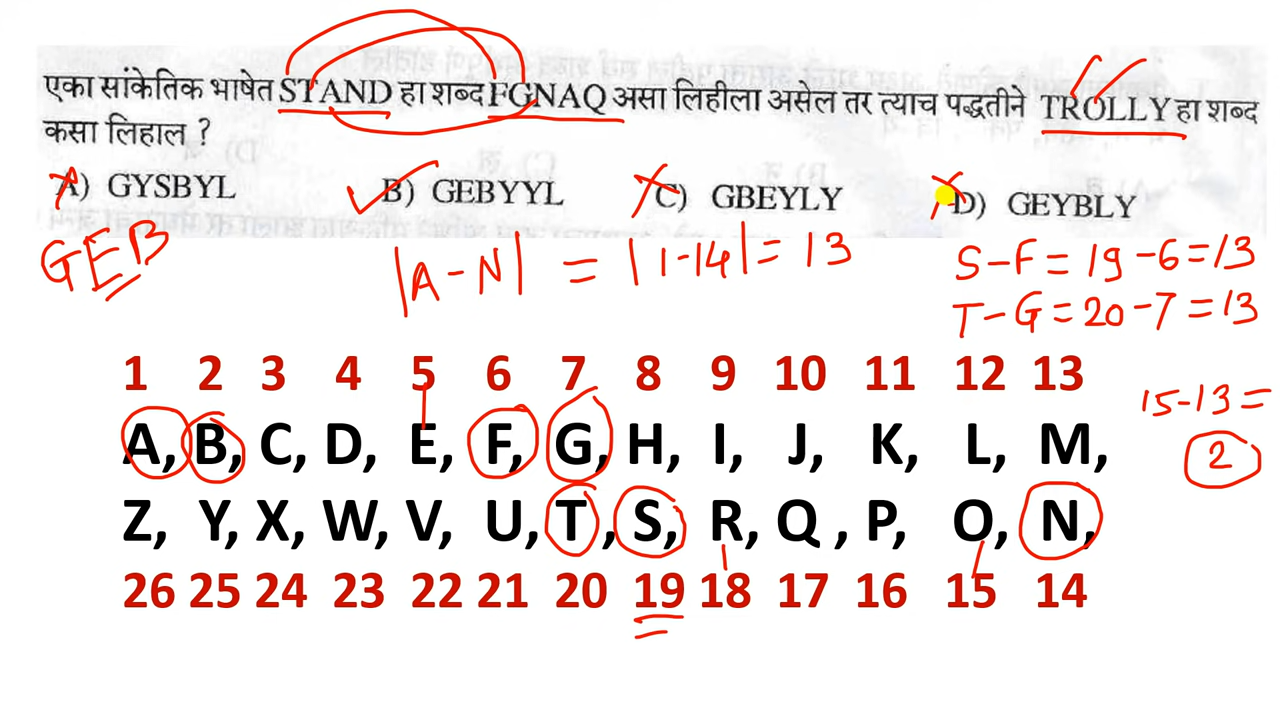 एका सांकेतिक भाषेत STAND हा शब्द FGNAQ असा लिहीला असेल तर त्याच पद्धतीने TROLLY हा शब्द
कसा लिहाल ?
A) GYSBYL B) GEBYYL C) GBEYLY D) GEYBLY
GEB |A-N| = |1-14| = 13 S-F = 19-6=13
T-G = 20-7 = 13
1 2 3 4 5 6 7 8 9 10 11 12 13
15-13 =
A, B, C, D, E, F, G, H, I, J, K, L, M,
2
Z, Y, X, W, V, U, T, S, R, Q, P, O, N,
26 25 24 23 22 21 20 19 18 17 16 15 14